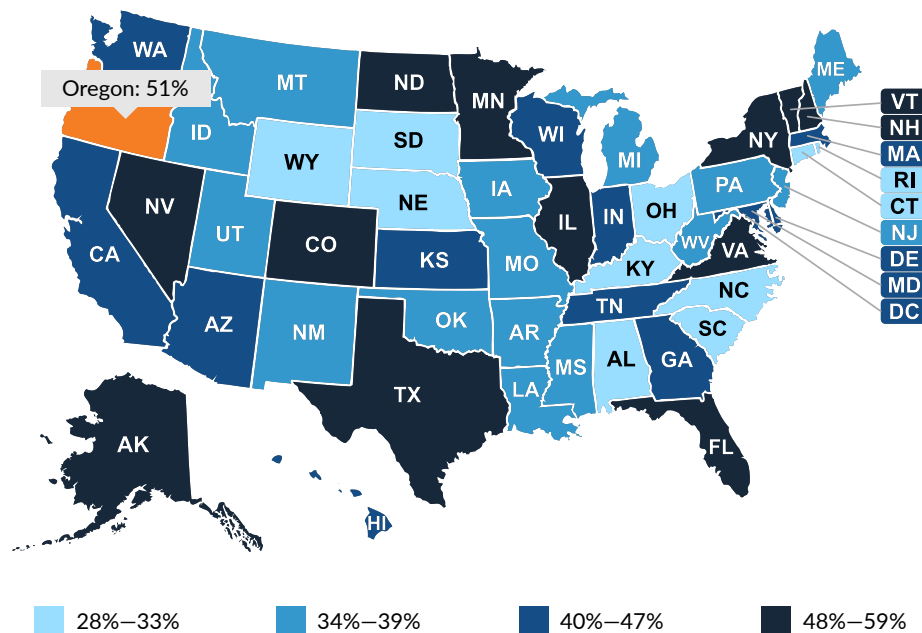 WA
Oregon: 51%
MT
ND
MN
ID
WY
SD
WI
MI
ME
VT
NH
NY
MA
RI
CT
NJ
DE
MD
DC
NV
UT
CO
NE
IA
IL
IN
OH
PA
WV
VA
CA
KS
MO
KY
NC
AZ
NM
OK
AR
TN
SC
TX
LA
MS
AL
GA
FL
AK
HI
28%—33%
34%—39%
40%—47%
48%—59%